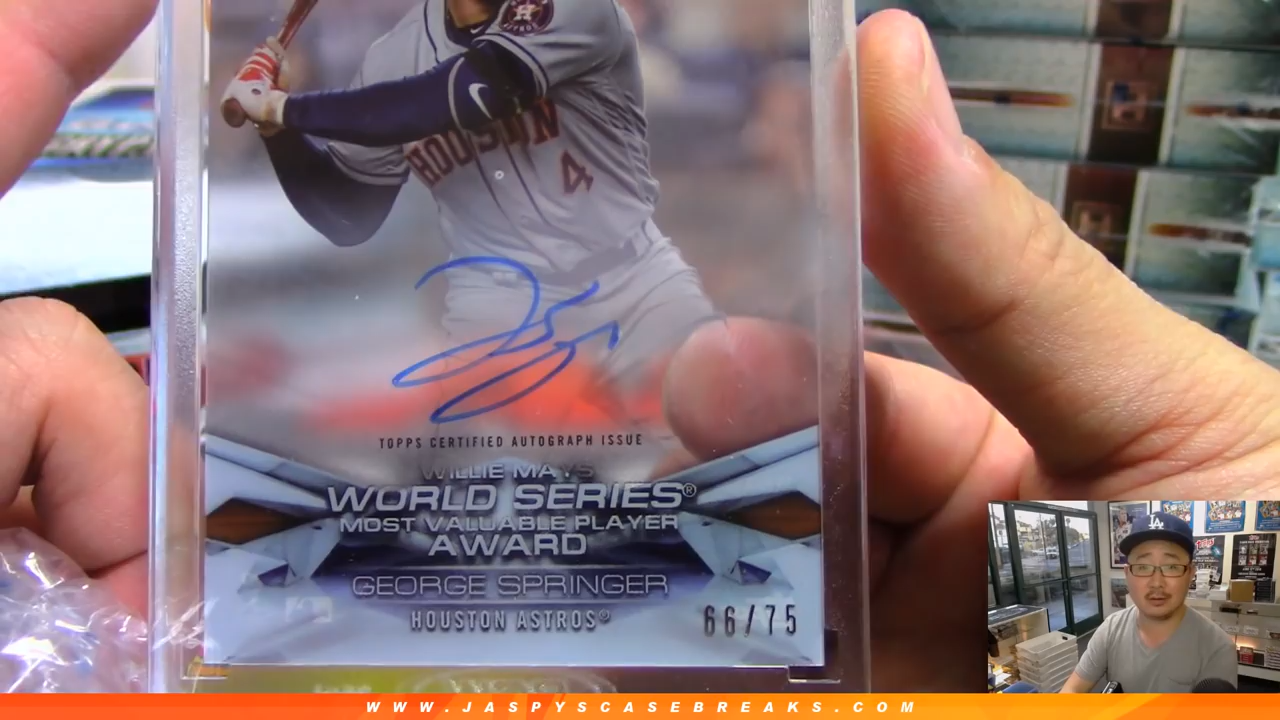 HOUSTON
4
TOPPS CERTIFIED AUTOGRAPH ISSUE
WILLIE MAYS
WORLD SERIES®
MOST VALUABLE PLAYER
AWARD
GEORGE SPRINGER
HOUSTON ASTROS®
66/75
LA
WWW.JASPYSCASEBREAKS.COM